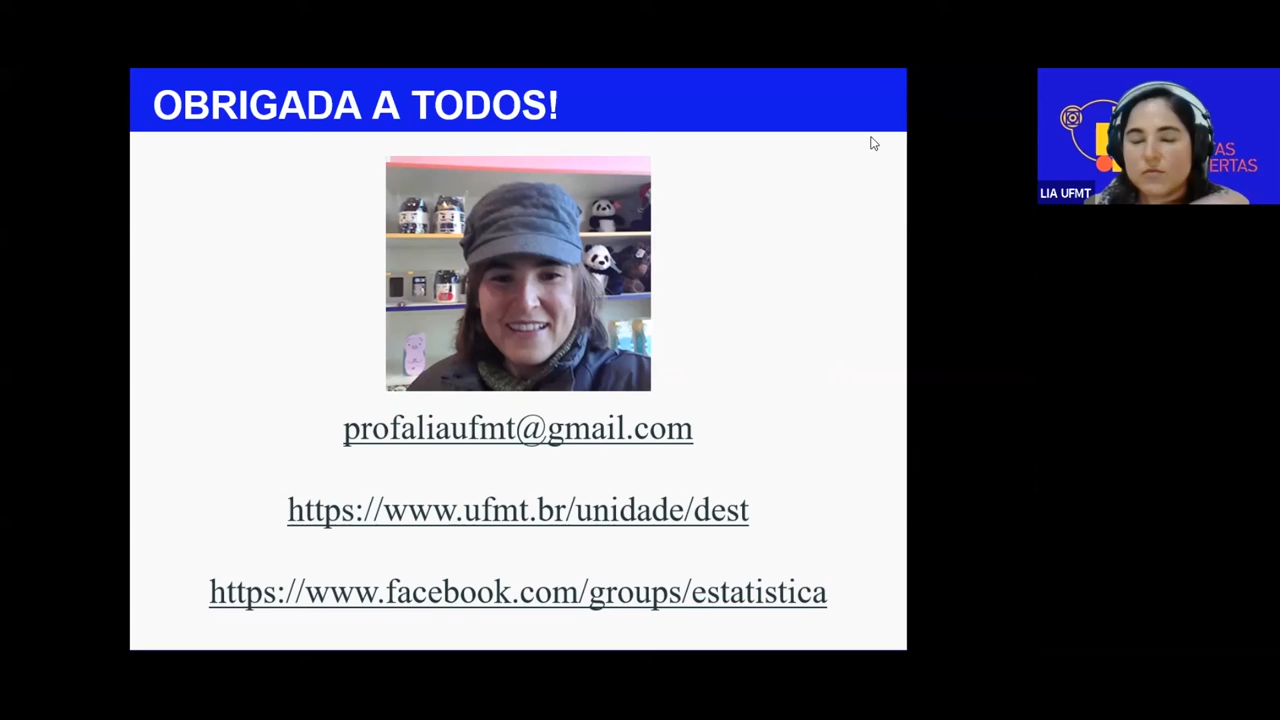 OBRIGADA A TODOS!
profaliaufmt@gmail.com
https://www.ufmt.br/unidade/dest
https://www.facebook.com/groups/estatistica
LIA UFMT
ERTAS